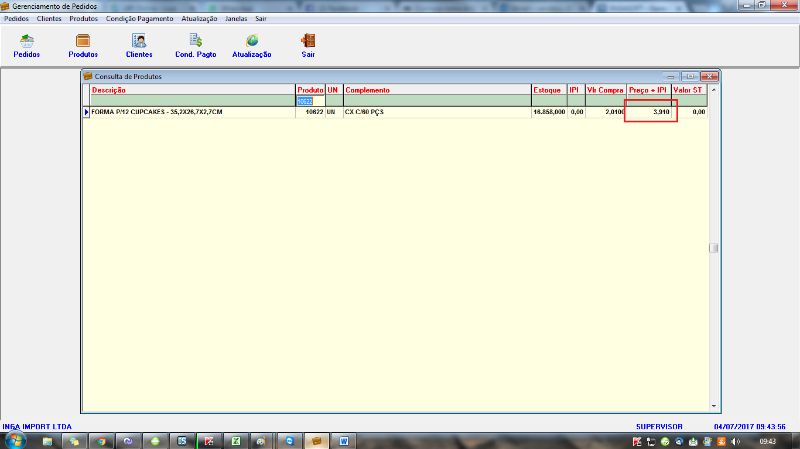 Gerenciamento de Pedidos
Pedidos Clientes Produtos Condição Pagamento Atualização Janelas Sair
Pedidos Produtos Clientes Cond. Pagto Atualização Sair
Consulta de Produtos
Descrição Produto UN Complemento Estoque IPI Vlr Compra Preço + IPI Valor ST
10622
FORMA P/12 CUPCAKES - 35,2X26,7X2,7CM 10622 UN CX C/60 PÇS 16.858,000 0,00 2,0100 3,910 0,00
INGA IMPORT LTDA SUPERVISOR 04/07/2017 09:43:56
09:43